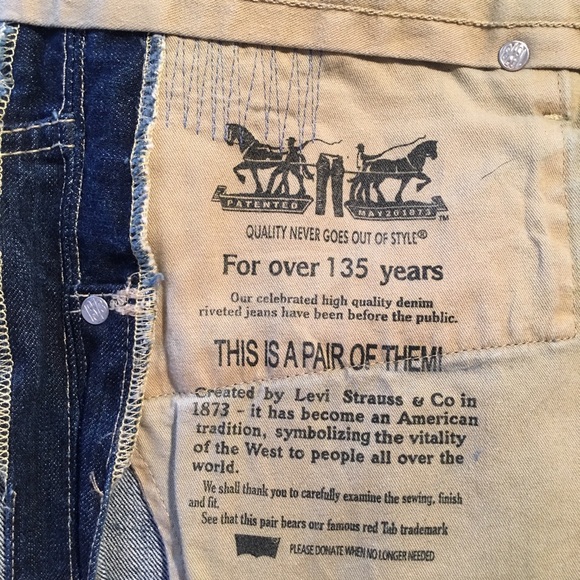 PATENTED MAY 20 1873 ™
QUALITY NEVER GOES OUT OF STYLE®
For over 135 years
Our celebrated high quality denim
riveted jeans have been before the public.
THIS IS A PAIR OF THEM!
Created by Levi Strauss & Co in
1873 - it has become an American
tradition, symbolizing the vitality
of the West to people all over the
world.
We shall thank you to carefully examine the sewing, finish
and fit.
See that this pair bears our famous red Tab trademark
PLEASE DONATE WHEN NO LONGER NEEDED